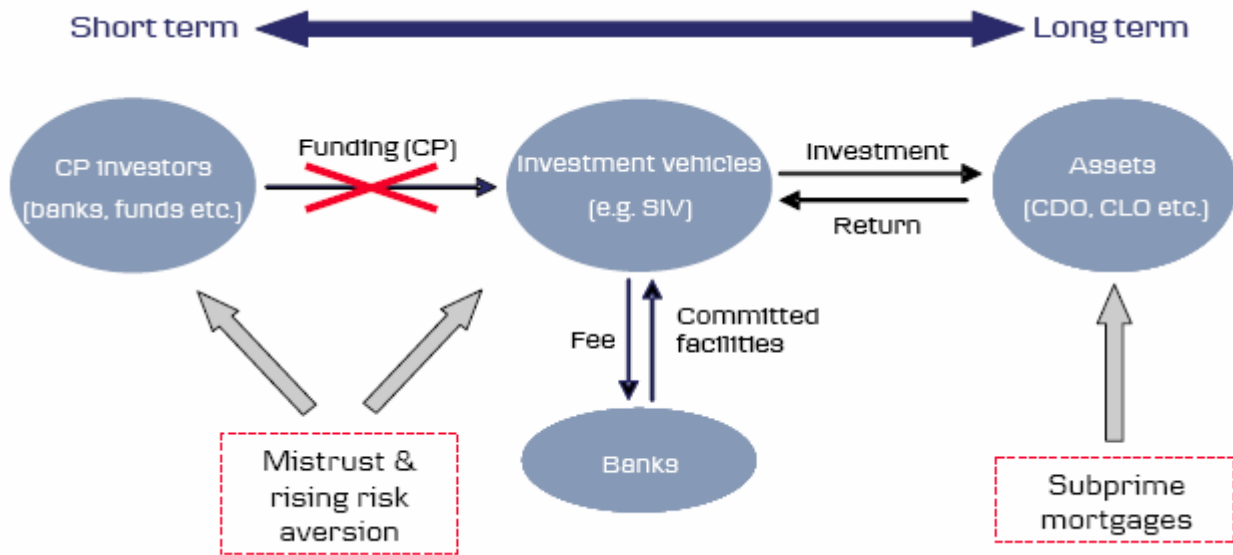 Short term
Long term
Funding (CP)
CP investors
(banks, funds etc.)
Investment vehicles
(e.g. SIV)
Investment
Return
Assets
(CDO, CLO etc.)
Fee
Committed
facilities
Banks
Mistrust &
rising risk
aversion
Subprime
mortgages